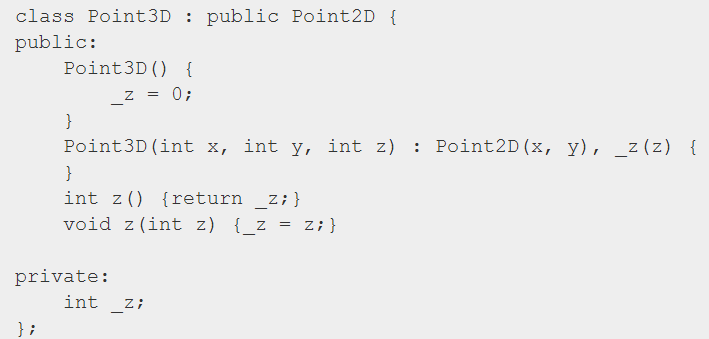 class Point3D : public Point2D {
public:
    Point3D() {
        _z = 0;
    }
    Point3D(int x, int y, int z) : Point2D(x, y), _z(z) {
    }
    int z() {return _z;}
    void z(int z) {_z = z;}

private:
    int _z;
};